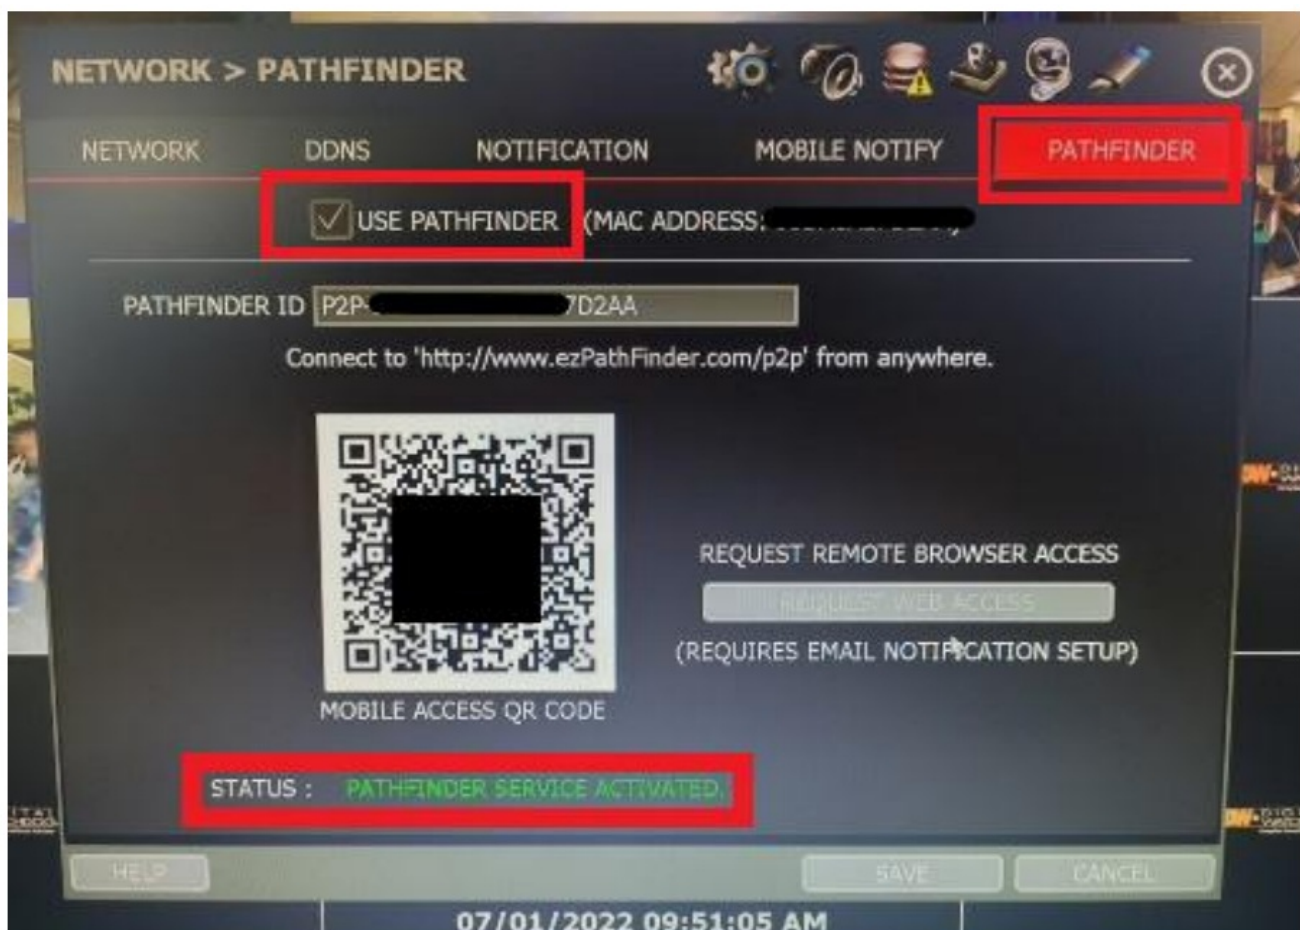 NETWORK > PATHFINDER
NETWORK DDNS NOTIFICATION MOBILE NOTIFY PATHFINDER
USE PATHFINDER (MAC ADDRESS:
PATHFINDER ID P2P- 7D2AA
Connect to 'http://www.ezPathFinder.com/p2p' from anywhere.
REQUEST REMOTE BROWSER ACCESS
REQUEST WEB ACCESS
(REQUIRES EMAIL NOTIFICATION SETUP)
MOBILE ACCESS QR CODE
STATUS : PATHFINDER SERVICE ACTIVATED.
HELP SAVE CANCEL
07/01/2022 09:51:05 AM